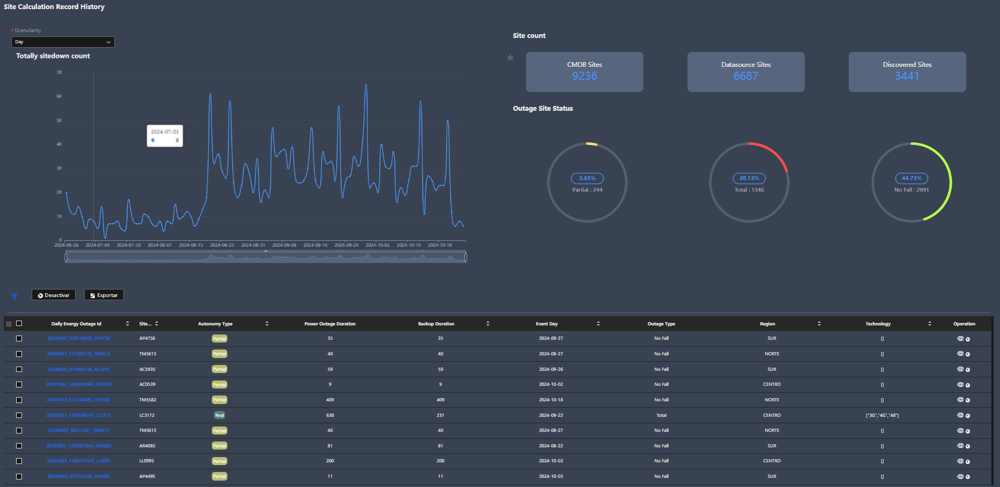 Site Calculation Record History
* Granularity
Day
Totally sitedown count
70
60
50
40
30
20
10
0
2024-07-03
8
2024-06-26 2024-07-04 2024-07-30 2024-08-07 2024-08-15 2024-08-23 2024-08-31 2024-09-08 2024-09-16 2024-09-24 2024-10-02 2024-10-10 2024-10-18
Site count
CMDB Sites Datasource Sites Discovered Sites
9236 6687 3441
Outage Site Status
3.65% 20.13% 44.73%
Partial : 244 Total : 1346 No Fall : 2991
Desactivar Exportar
Daily Energy Outage Id Site... Autonomy Type Power Outage Duration Backup Duration Event Day Outage Type Region Technology Operation
20240927_620110659_AP4756 AP4756 Partial 35 35 2024-09-27 No Fall SUR []
20240827_615306126_TM5613 TM5613 Partial 40 40 2024-08-27 No Fall NORTE []
20240926_619985138_AC5935 AC5935 Partial 59 59 2024-09-26 No Fall SUR []
20241002_1340065069_AC0539 AC0539 Partial 9 9 2024-10-02 No Fall CENTRO []
20241018_623544926_TM5582 TM5582 Partial 409 409 2024-10-18 No Fall NORTE []
20240922_1338186795_LC3172 LC3172 Real 630 231 2024-09-22 Total CENTRO ["3G","4G","All"]
20240827_90272341_TM5613 TM5613 Partial 40 40 2024-08-27 No Fall NORTE []
20240822_1332997945_AR4065 AR4065 Partial 81 81 2024-08-22 No Fall SUR []
20241003_1340151510_LL0995 LL0995 Partial 200 200 2024-10-03 No Fall CENTRO []
20241003_621143245_AP4495 AP4495 Partial 11 11 2024-10-03 No Fall SUR []